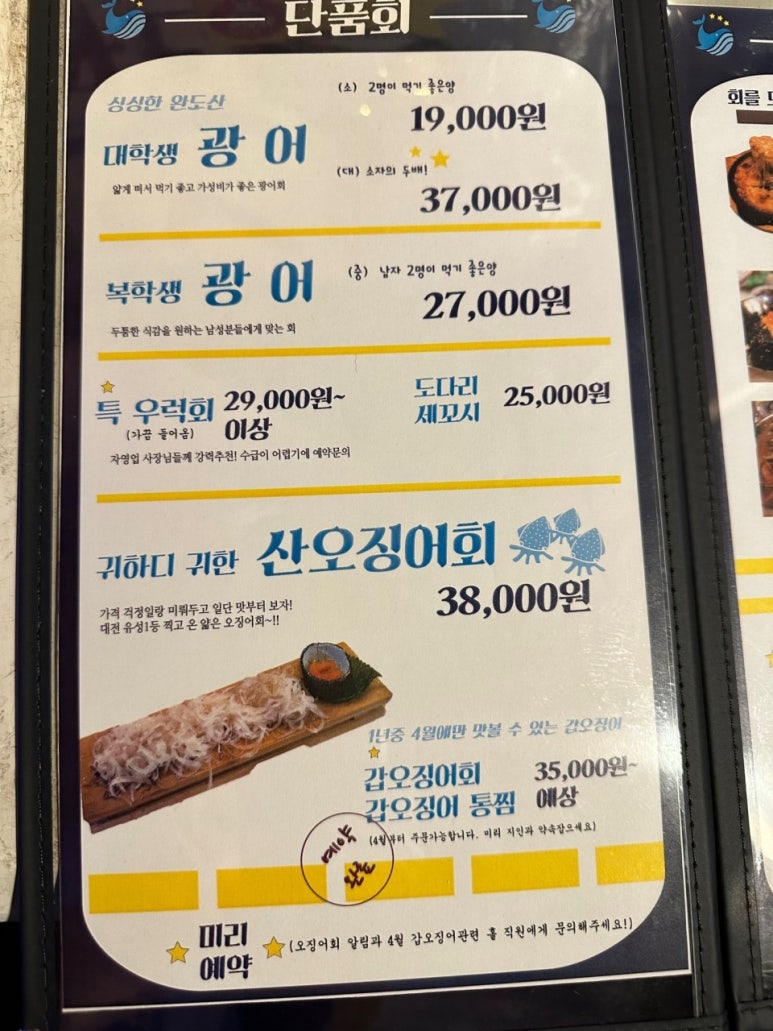 단품회
싱싱한 완도산
(소) 2명이 먹기 좋은양
대학생 광 어
19,000원
얇게 떠서 먹기 좋고 가성비가 좋은 광어회
(대) 소자의 두배!
37,000원
복학생 광 어
(중) 남자 2명이 먹기 좋은양
27,000원
두툼한 식감을 원하는 남성분들에게 맞는 회
특 우럭회 29,000원~
(가끔 들어옴) 이상
자영업 사장님들께 강력추천! 수급이 어렵기에 예약문의
도다리
세꼬시 25,000원
귀하디 귀한 산오징어회
38,000원
가격 걱정일랑 미뤄두고 일단 맛부터 보자!
대전 유성1등 찍고 온 얇은 오징어회~!!
1년중 4월에만 맛볼 수 있는 갑오징어
갑오징어회 35,000원~
갑오징어 통찜 예상
(4월부터 주문가능합니다. 미리 지인과 약속잡으세요)
예약
미리
예약
(오징어회 알림과 4월 갑오징어관련 홀 직원에게 문의해주세요!)
회를